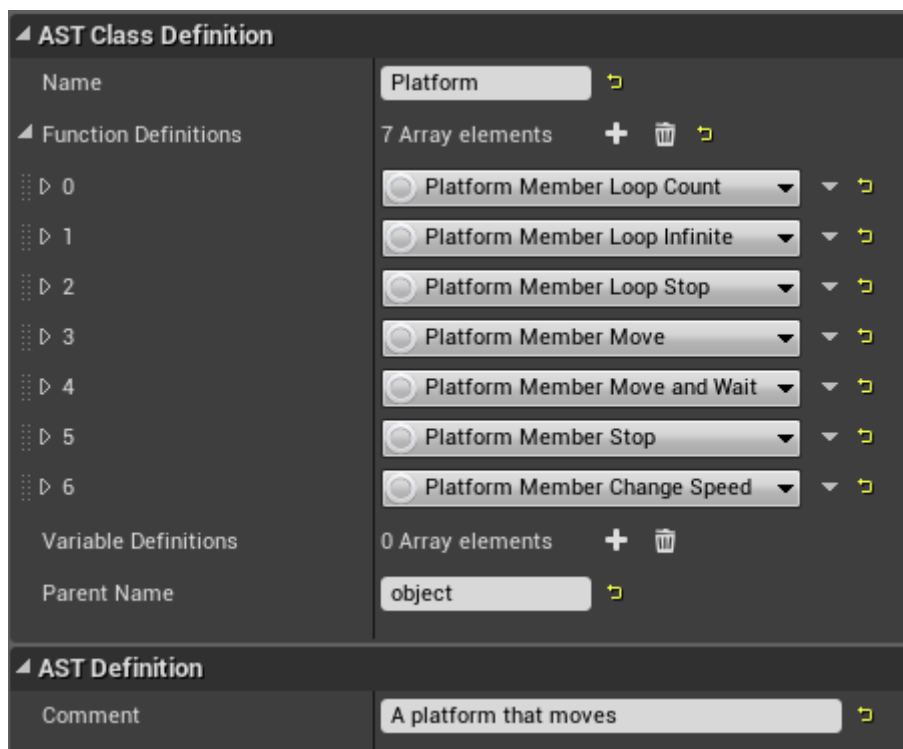 AST Class Definition
Name Platform
Function Definitions 7 Array elements
0 Platform Member Loop Count
1 Platform Member Loop Infinite
2 Platform Member Loop Stop
3 Platform Member Move
4 Platform Member Move and Wait
5 Platform Member Stop
6 Platform Member Change Speed
Variable Definitions 0 Array elements
Parent Name object
AST Definition
Comment A platform that moves